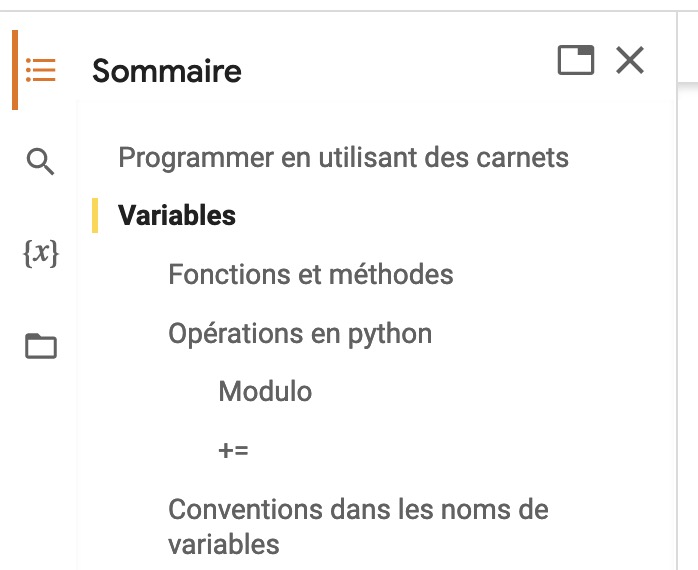 Sommaire
Programmer en utilisant des carnets
Variables
{x}
Fonctions et méthodes
Opérations en python
Modulo
+=
Conventions dans les noms de
variables